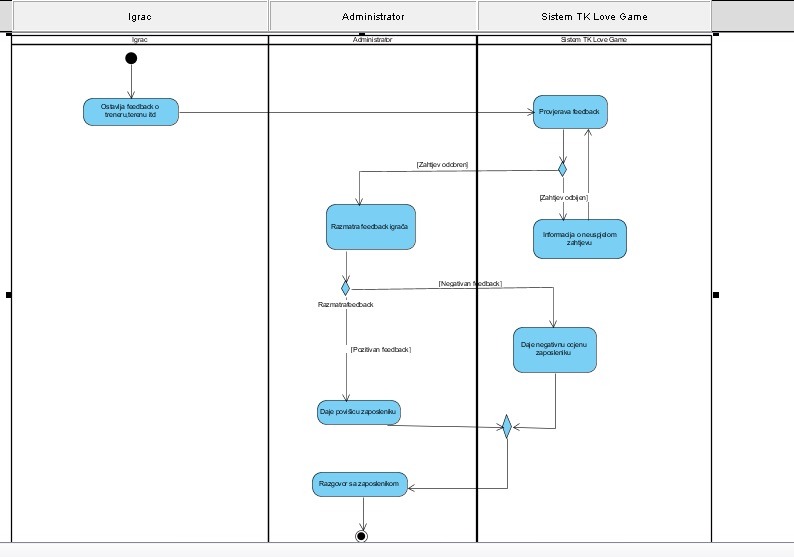 Igrac
Administrator
Sistem TK Love Game
Igrac
Administrator
Sistem TK Love Game
Ostavlja feedback o
treneru,terenu itd
Provjerava feedback
[Zahtjev odobren]
[Zahtjev odbijen]
Razmatra feedback igrača
Informacija o neuspjelom
zahtjevu
[Negativan feedback]
Razmatrafeedback
[Pozitivan feedback]
Daje negativnu ocjenu
zaposleniku
Daje povišicu zaposleniku
Razgovor sa zaposlenikom